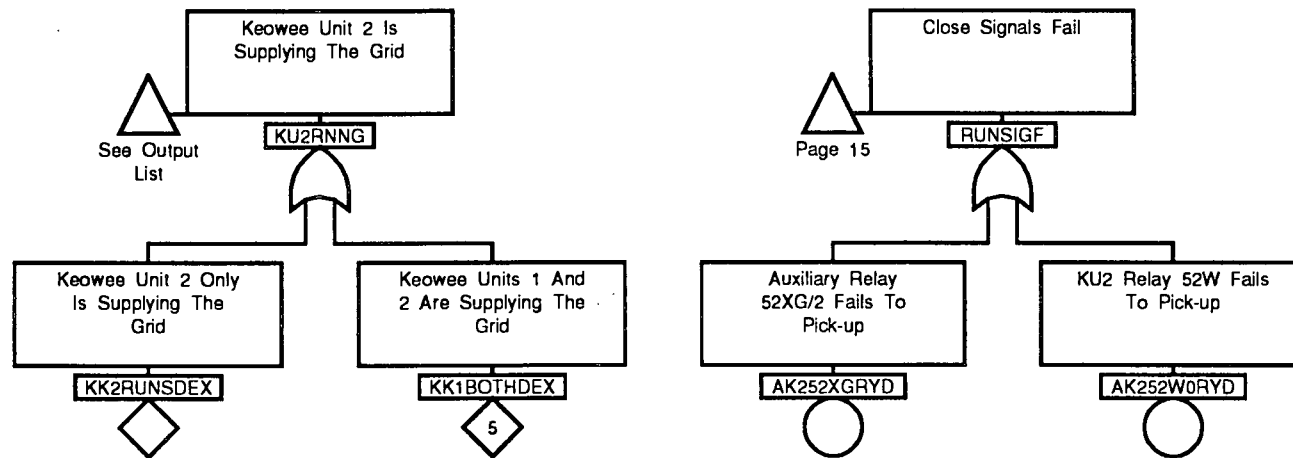 Keowee Unit 2 Is
Supplying The Grid
See Output
List
KU2RNNG
Keowee Unit 2 Only
Is Supplying The
Grid
KK2RUNSDEX
Keowee Units 1 And
2 Are Supplying The
Grid
KK1BOTHDEX
5
Close Signals Fail
Page 15
RUNSIGF
Auxiliary Relay
52XG/2 Fails To
Pick-up
AK252XGRYD
KU2 Relay 52W Fails
To Pick-up
AK252W0RYD